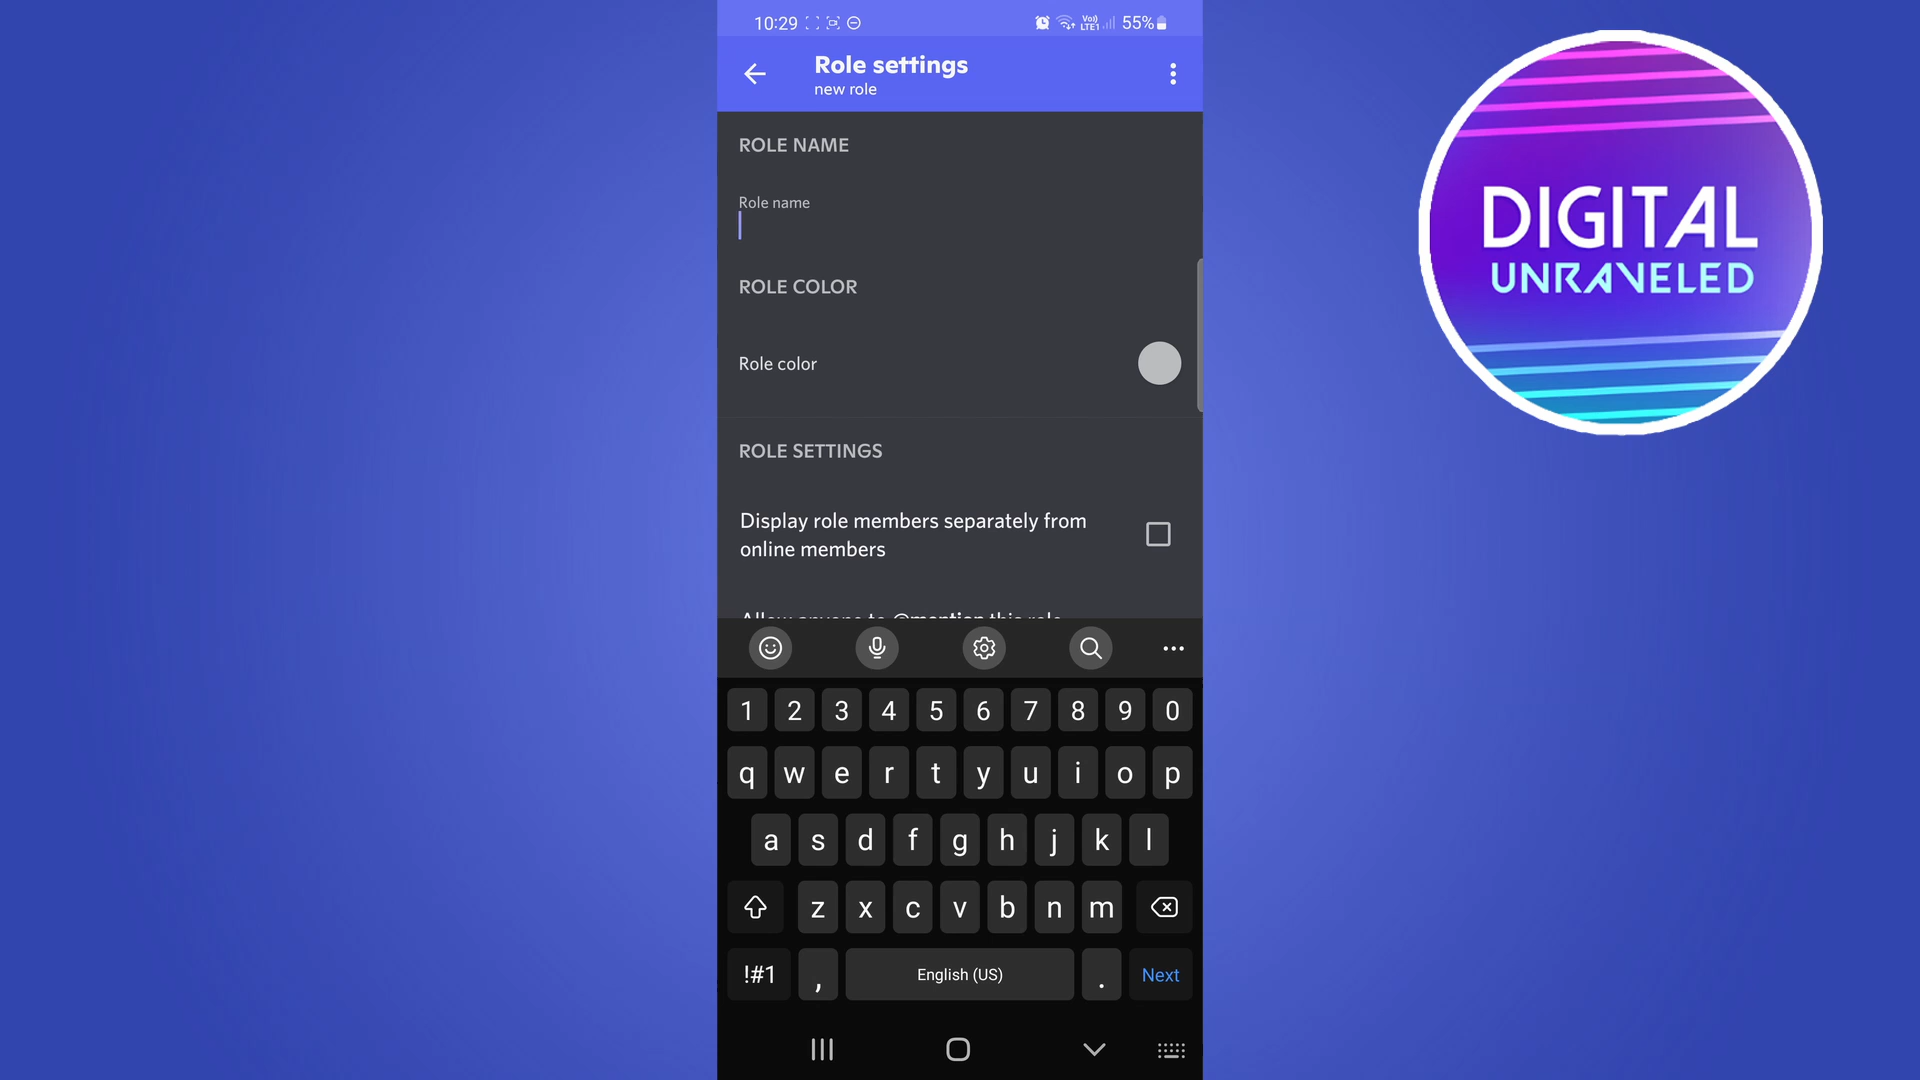 10:29
Vo)
LTE1
55%
Role settings
new role
ROLE NAME
Role name
ROLE COLOR
Role color
ROLE SETTINGS
Display role members separately from
online members
Allow anyone to @mention this role
1 2 3 4 5 6 7 8 9 0
q w e r t y u i o p
a s d f g h j k l
z x c v b n m
!#1 , English (US) . Next
DIGITAL
UNRAVELED